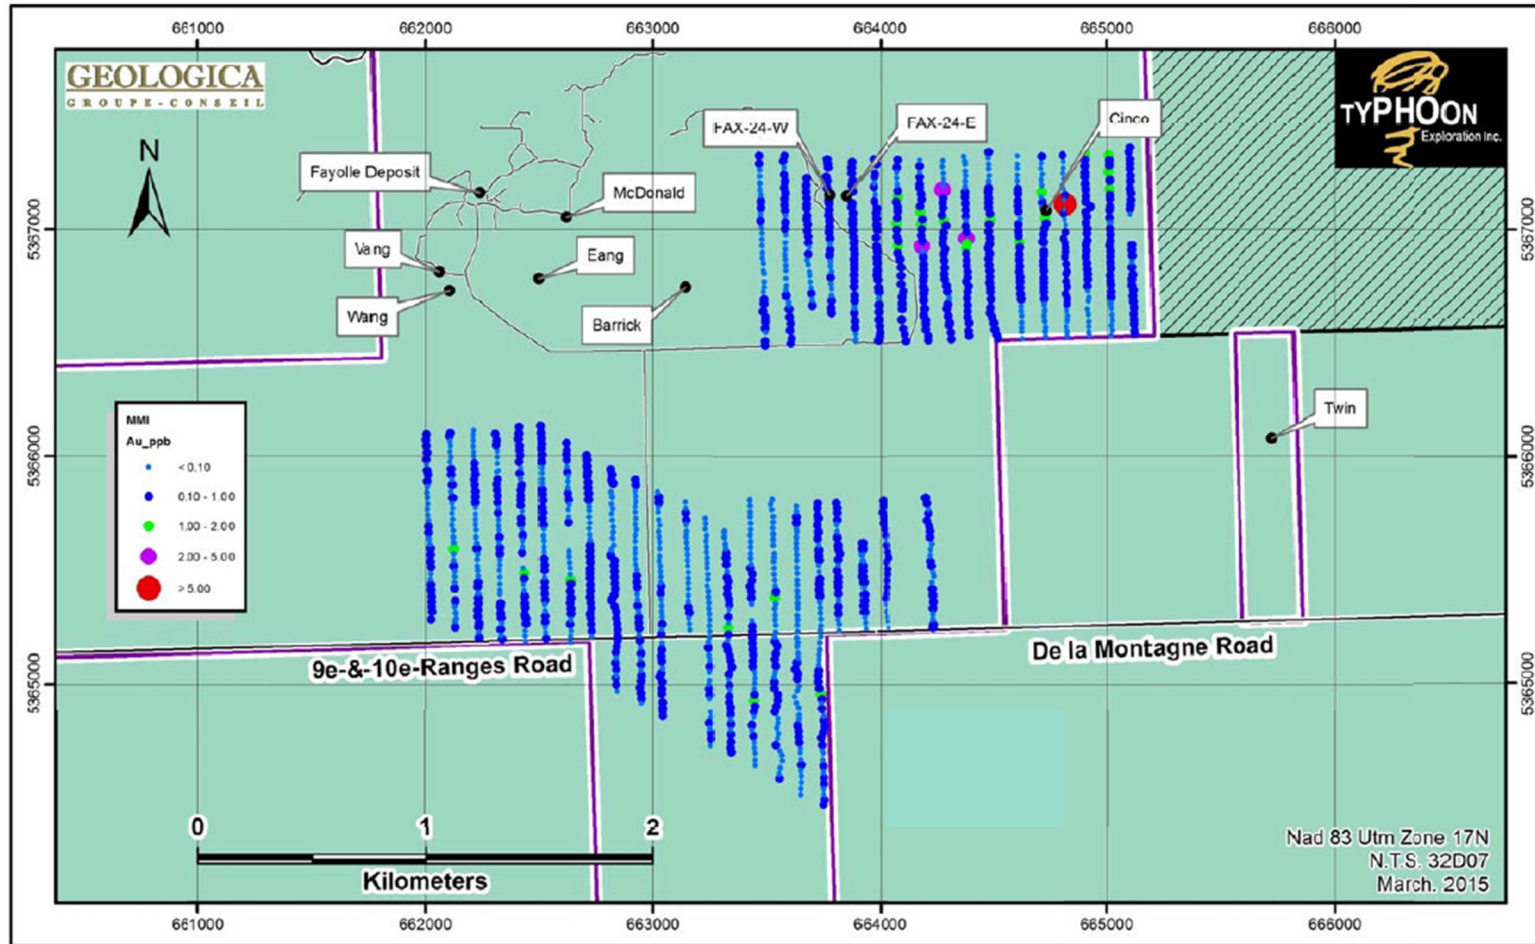 661000 662000 663000 664000 665000 666000
GEOLOGICA
GROUPE-CONSEIL
TYPHOON
Exploration Inc.
N
FAX-24-W
FAX-24-E
Cinco
Fayolle Deposit
McDonald
5367000
5367000
Vang
Eang
Wang
Barrick
MMI
Au_ppb
<0.10
0.10 - 1.00
1.00 - 2.00
2.00 - 5.00
>5.00
Twin
5366000
5366000
9e-&-10e-Ranges Road
De la Montagne Road
5365000
5365000
0 1 2
Kilometers
Nad 83 Utm Zone 17N
N.T.S. 32D07
March. 2015
661000 662000 663000 664000 665000 666000